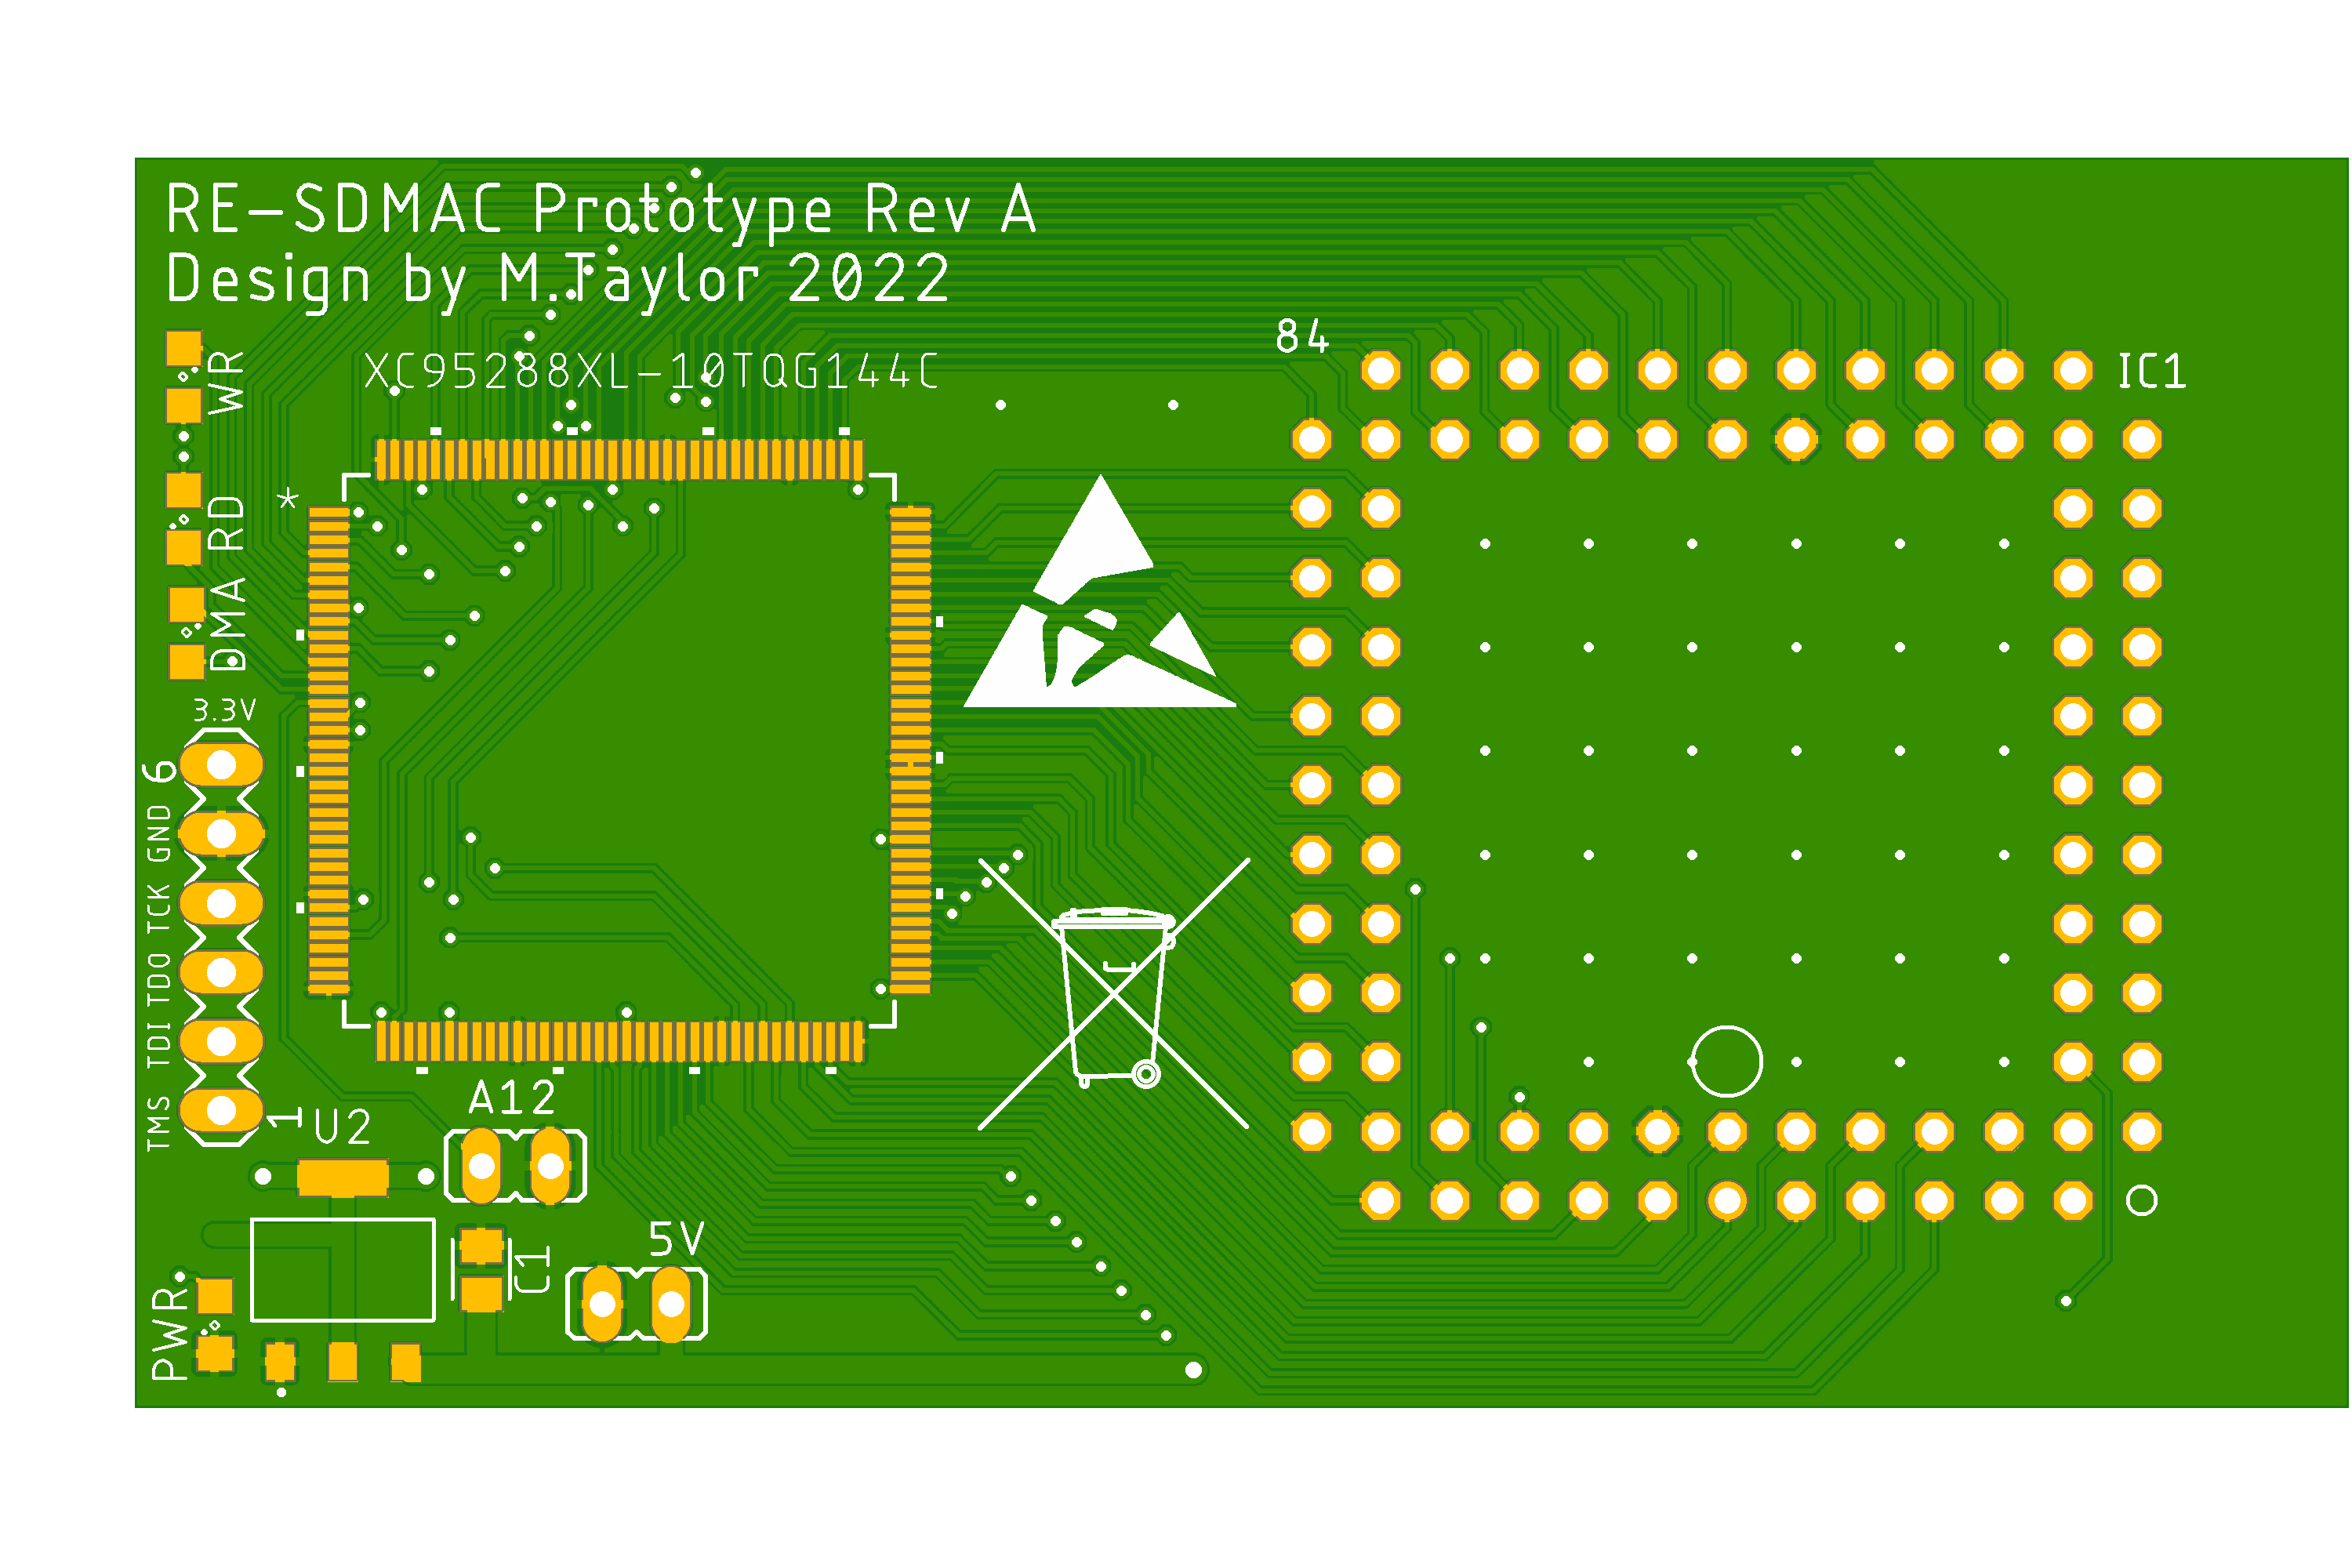 RE-SDMAC Prototype Rev A
Design by M.Taylor 2022
84
XC95288XL-10TQG144C
IC1
WR
*
RD
DMA
3.3V
6
GND
TCK
TDO
TDI
TMS
1
U2
A12
5V
C1
PWR